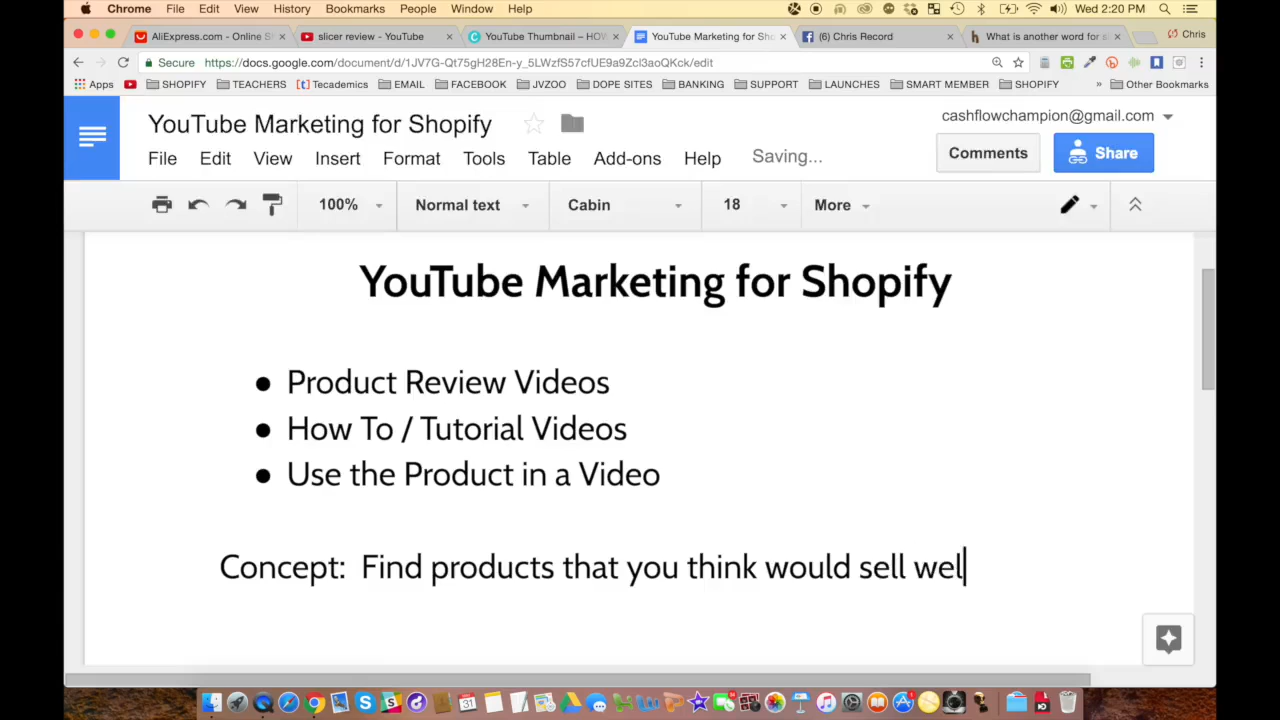 Chrome File Edit View History Bookmarks People Window Help Wed 2:20 PM
AliExpress.com - Online S slicer review - YouTube YouTube Thumbnail – HOW YouTube Marketing for Sho (6) Chris Record What is another word for Chris
Secure https://docs.google.com/document/d/1JV7G-Qt75gH28En-y_5LWzfS57cfUE9a9Zcl3aoQKck/edit
Apps SHOPIFY TEACHERS Tecademics EMAIL FACEBOOK JVZOO DOPE SITES BANKING SUPPORT LAUNCHES SMART MEMBER SHOPIFY » Other Bookmarks
YouTube Marketing for Shopify
cashflowchampion@gmail.com
File Edit View Insert Format Tools Table Add-ons Help Saving...
Comments Share
100% Normal text Cabin 18 More
YouTube Marketing for Shopify
● Product Review Videos
● How To / Tutorial Videos
● Use the Product in a Video
Concept: Find products that you think would sell wel